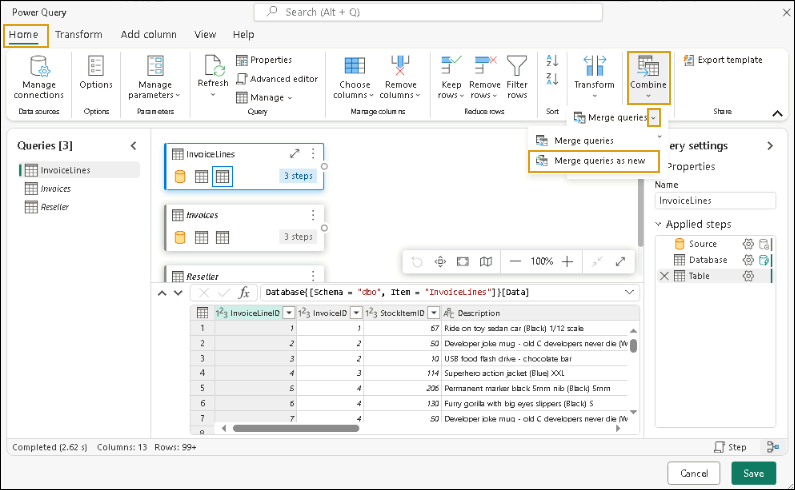 Power Query
Search (Alt + Q)
Home Transform Add column View Help
Manage connections
Data sources
Options
Options
Manage parameters
Parameters
Refresh
Properties
Advanced editor
Manage
Query
Choose columns
Remove columns
Manage columns
Keep rows
Remove rows
Filter rows
Reduce rows
Sort
Transform
Combine
Export template
Share
Merge queries
Merge queries
Merge queries as new
Queries [3]
InvoiceLines
Invoices
Reseller
InvoiceLines
3 steps
Invoices
3 steps
Reseller
100%
Database{[Schema = "dbo", Item = "InvoiceLines"]}[Data]
InvoiceLineID InvoiceID StockItemID Description
1 1 1 67 Ride on toy sedan car (Black) 1/12 scale
2 2 2 50 Developer joke mug - old C developers never die (W
3 3 2 10 USB food flash drive - chocolate bar
4 4 3 114 Superhero action jacket (Blue) XXL
5 5 4 206 Permanent marker black 5mm nib (Black) 5mm
6 6 4 130 Furry gorilla with big eyes slippers (Black) S
7 7 4 50 Developer joke mug - old C developers never die (W
8
ery settings
Properties
Name
InvoiceLines
Applied steps
Source
Database
Table
Completed (2.62 s) Columns: 13 Rows: 99+
Step
Cancel
Save